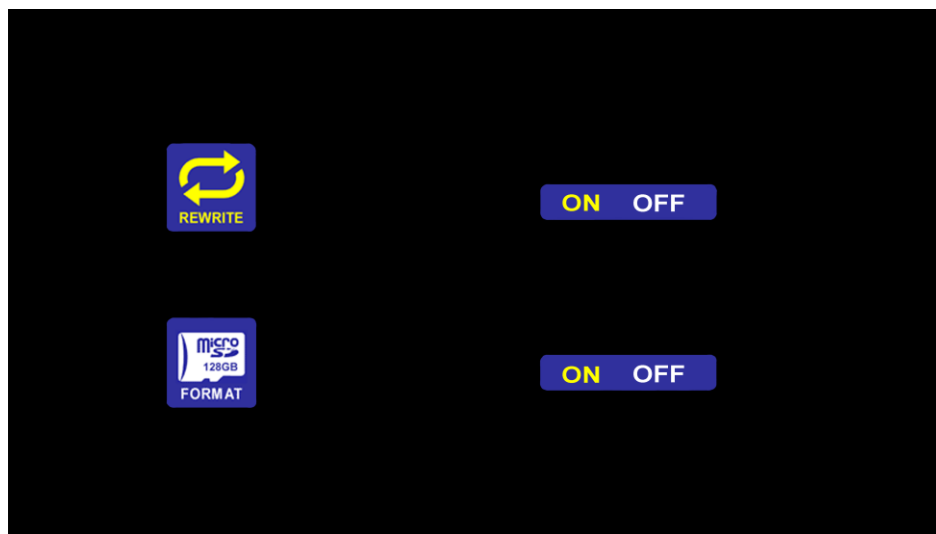 REWRITE
ON OFF
micro
SD
128GB
FORMAT
ON OFF